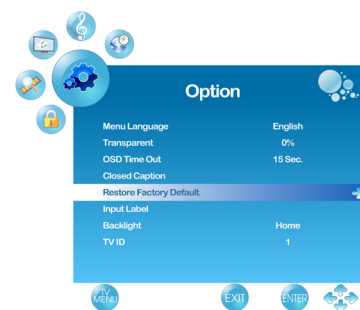 Option
Menu Language English
Transparent 0%
OSD Time Out 15 Sec.
Closed Caption
Restore Factory Default
Input Label
Backlight Home
TV ID 1
TV
MENU EXIT ENTER